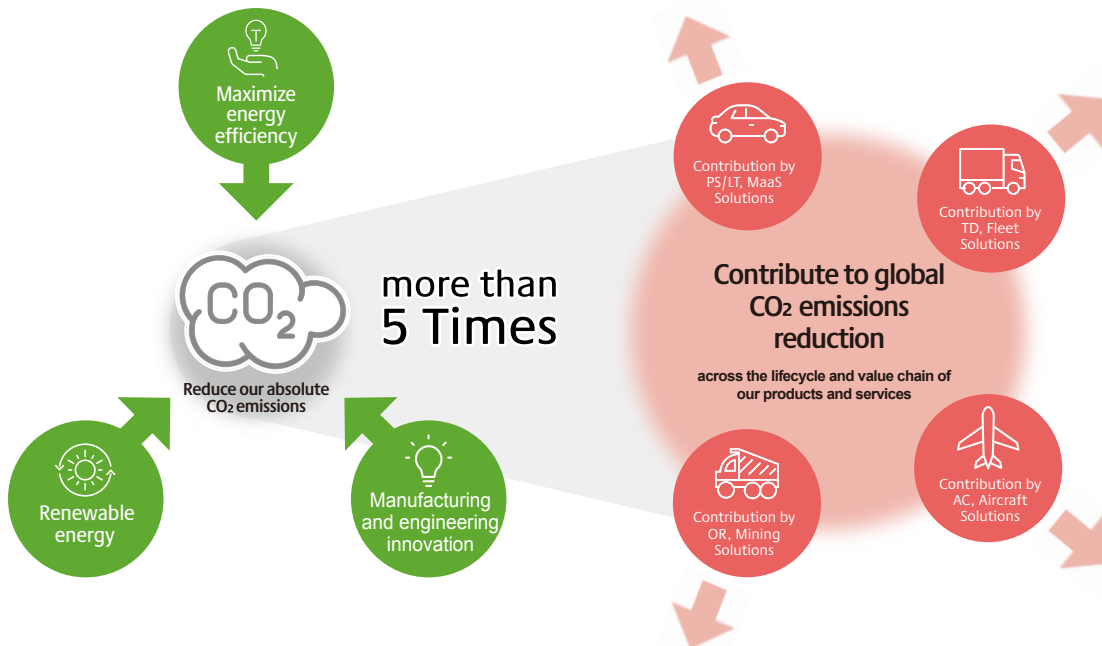 T
Maximize
energy
efficiency
CO2
Reduce our absolute
CO2 emissions
Renewable
energy
Manufacturing
and engineering
innovation
more than
5 Times
Contribution by
PS/LT, MaaS
Solutions
Contribution by
TD, Fleet
Solutions
Contribute to global
CO2 emissions
reduction
across the lifecycle and value chain of
our products and services
Contribution by
OR, Mining
Solutions
Contribution by
AC, Aircraft
Solutions